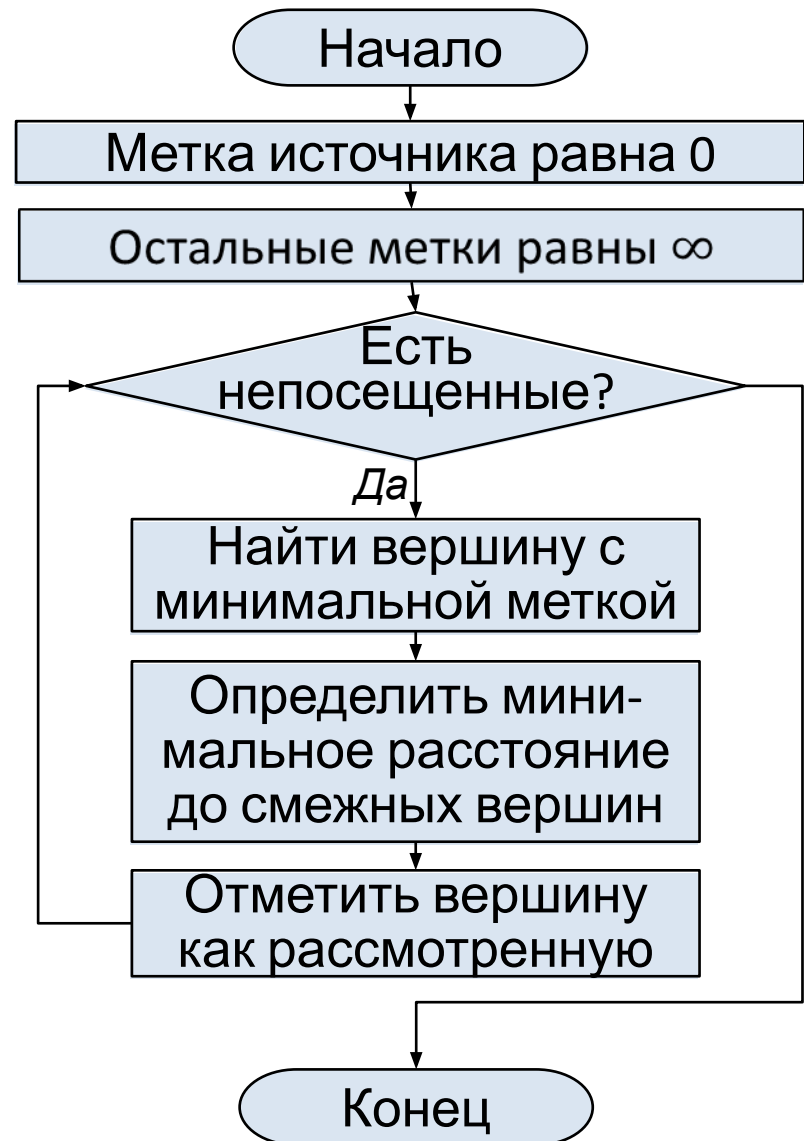 Начало
Метка источника равна 0
Остальные метки равны ∞
Есть
непосещенные?
Да
Найти вершину с
минимальной меткой
Определить мини-
мальное расстояние
до смежных вершин
Отметить вершину
как рассмотренную
Конец